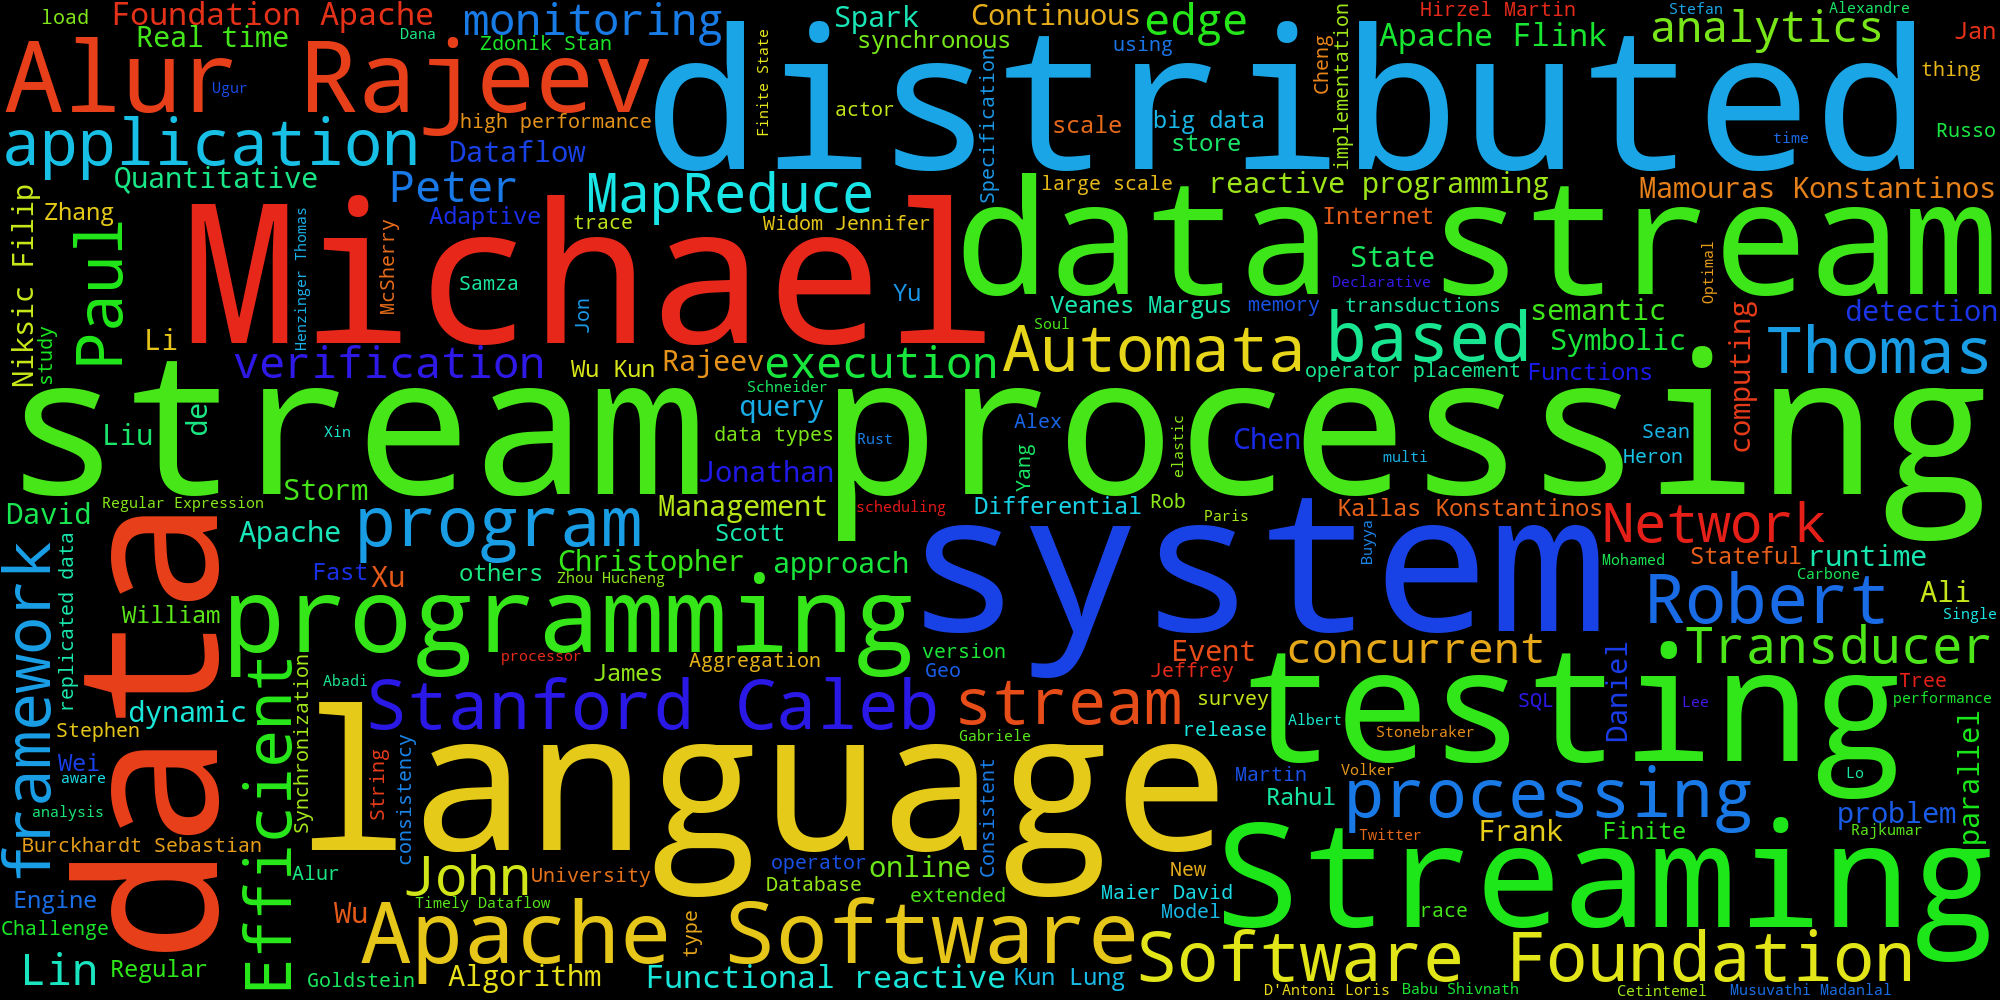 load
Foundation Apache
monitoring
Spark
Continuous
edge
Hirzel Martin
Stefan
Alexandre
analytics
Real time
Dana
Zdonik Stan
synchronous
using
Apache Flink
Jan
Alur Rajeev
distributed
Ugur
Finite State
Specification
Cheng
implementation
thing
high performance
actor
scale
big data
store
time
Russo
application
Dataflow
Quantitative
Peter
MapReduce
large scale
reactive programming
Mamouras Konstantinos
Niksic Filip
Zhang
Paul
Michael
Henzinger Thomas
McSherry
Adaptive
trace
Widom Jennifer
data stream
Internet
State
Optimal
Samza
Jon
Yu
Declarative
Veanes Margus
memory
transductions
semantic
detection
Soul
study
Li
verification
Wu Kun
Rajeev
execution
Automata
based
Symbolic
computing
Thomas
operator placement
Functions
stream processing
Schneider
query
de
Liu
Xin
data types
Rust
Alex
elastic
Chen
multi
Sean
Heron
Jonathan
Yang
Storm
Regular Expression
David
Management
scheduling
Differential
Rob
Paris
Kallas Konstantinos
Network
data
Apache
program
Scott
system
Buyya
framework
replicated data
Christopher
approach
Mohamed
Stateful
runtime
Fast
Xu
others
Zhou Hucheng
Carbone
William
programming
Robert
Ali
Single
Efficient
Synchronization
processor
James
Aggregation
version
Geo
Event
Jeffrey
concurrent
Transducer
Abadi
Stanford Caleb
stream
survey
testing
SQL
Daniel
Lee
Tree
performance
dynamic
Stephen
Gabriele
release
Albert
Stonebraker
parallel
Wei
aware
String
consistency
language
Consistent
Martin
Volker
Lo
Rahul
processing
analysis
problem
Burckhardt Sebastian
Twitter
Frank
Finite
Rajkumar
Alur
John
University
operator
Database
online
New
Streaming
Engine
Timely Dataflow
extended
Maier David
Model
race
Challenge
Wu
Apache Software
type
Lin
Regular
Goldstein
Algorithm
Functional reactive
Kun Lung
Software Foundation
D'Antoni Loris
Babu Shivnath
Cetintemel
Musuvathi Madanlal